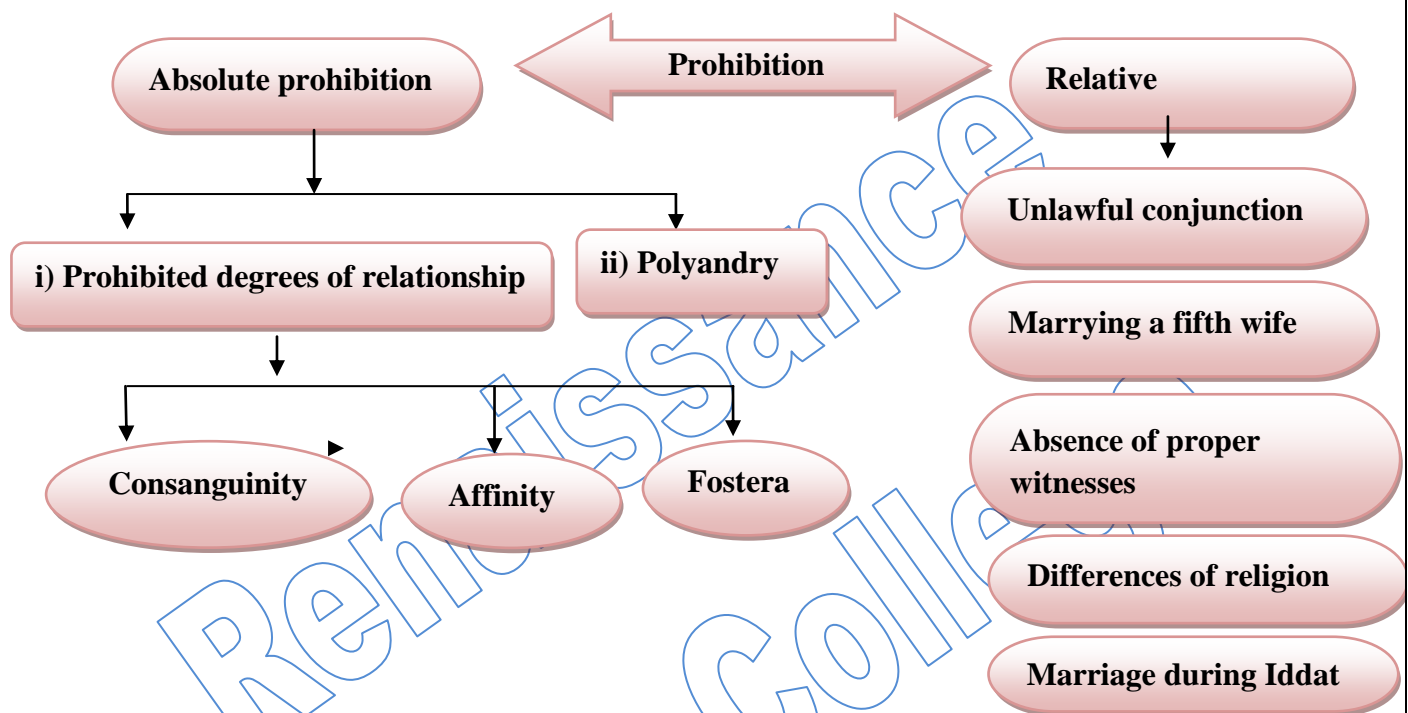 Absolute prohibition
Prohibition
Relative
i) Prohibited degrees of relationship
ii) Polyandry
Consanguinity
Affinity
Fostera
Unlawful conjunction
Marrying a fifth wife
Absence of proper
witnesses
Differences of religion
Marriage during Iddat
Renaissance